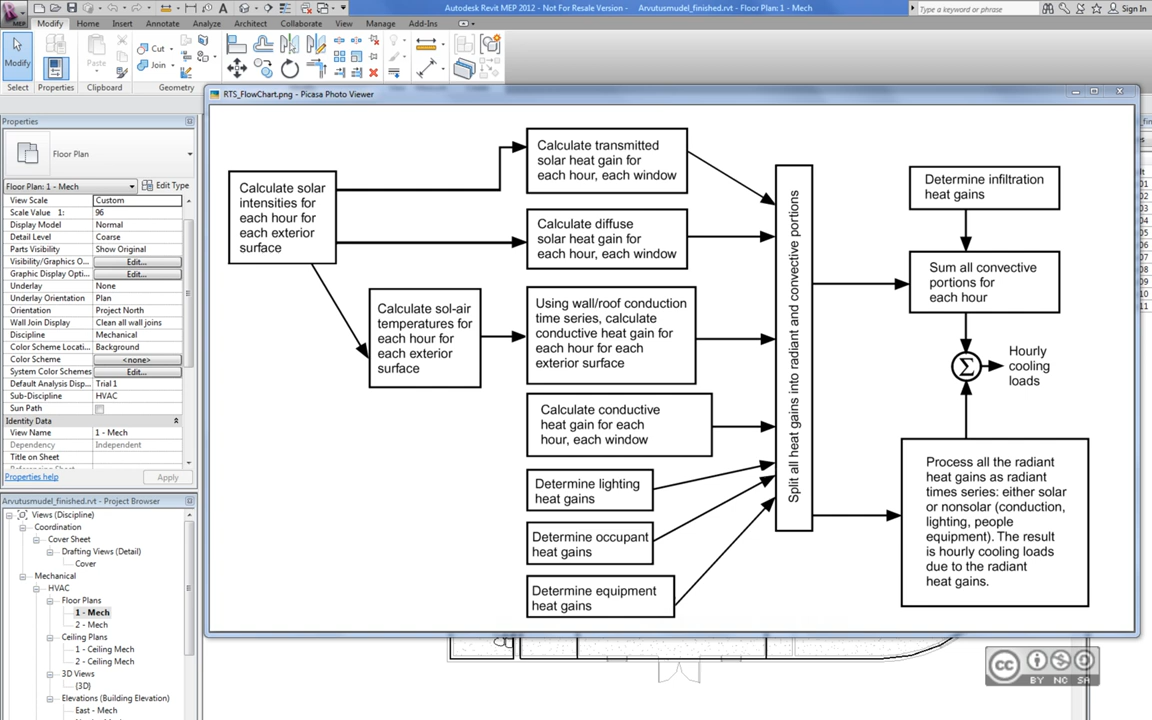 Autodesk Revit MEP 2012 - Not For Resale Version - Arvutusmudel_finished.rvt - Floor Plan: 1 - Mech
Type a keyword or phrase
Sign In
MEP
Modify
Home
Insert
Annotate
Analyze
Architect
Collaborate
View
Manage
Add-Ins
Modify
Paste
Cut
Join
Select
Properties
Clipboard
Geometry
RTS_FlowChart.png - Picasa Photo Viewer
Properties
Floor Plan
Floor Plan: 1 - Mech
Edit Type
View Scale Custom
Scale Value 1: 96
Display Model Normal
Detail Level Coarse
Parts Visibility Show Original
Visibility/Graphics O... Edit...
Graphic Display Opti... Edit...
Underlay None
Underlay Orientation Plan
Orientation Project North
Wall Join Display Clean all wall joins
Discipline Mechanical
Color Scheme Locati... Background
Color Scheme <none>
System Color Schemes Edit...
Default Analysis Disp... Trial 1
Sub-Discipline HVAC
Sun Path
Identity Data
View Name 1 - Mech
Dependency Independent
Title on Sheet
Properties help
Apply
Arvutusmudel_finished.rvt - Project Browser
Views (Discipline)
Coordination
Cover Sheet
Drafting Views (Detail)
Cover
Mechanical
HVAC
Floor Plans
1 - Mech
2 - Mech
Ceiling Plans
1 - Ceiling Mech
2 - Ceiling Mech
3D Views
{3D}
Elevations (Building Elevation)
East - Mech
Calculate solar
intensities for
each hour for
each exterior
surface
Calculate sol-air
temperatures for
each hour for
each exterior
surface
Calculate transmitted
solar heat gain for
each hour, each window
Calculate diffuse
solar heat gain for
each hour, each window
Using wall/roof conduction
time series, calculate
conductive heat gain for
each hour for each
exterior surface
Calculate conductive
heat gain for each
hour, each window
Determine lighting
heat gains
Determine occupant
heat gains
Determine equipment
heat gains
Split all heat gains into radiant and convective portions
Determine infiltration
heat gains
Sum all convective
portions for
each hour
Σ
Hourly
cooling
loads
Process all the radiant
heat gains as radiant
times series: either solar
or nonsolar (conduction,
lighting, people
equipment). The result
is hourly cooling loads
due to the radiant
heat gains.
cc
BY NC SA